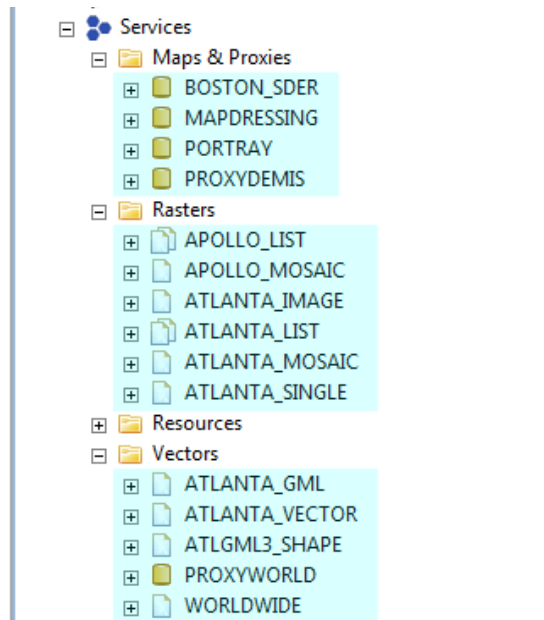 Services
Maps & Proxies
BOSTON_SDER
MAPDRESSING
PORTRAY
PROXYDEMIS
Rasters
APOLLO_LIST
APOLLO_MOSAIC
ATLANTA_IMAGE
ATLANTA_LIST
ATLANTA_MOSAIC
ATLANTA_SINGLE
Resources
Vectors
ATLANTA_GML
ATLANTA_VECTOR
ATLGML3_SHAPE
PROXYWORLD
WORLDWIDE